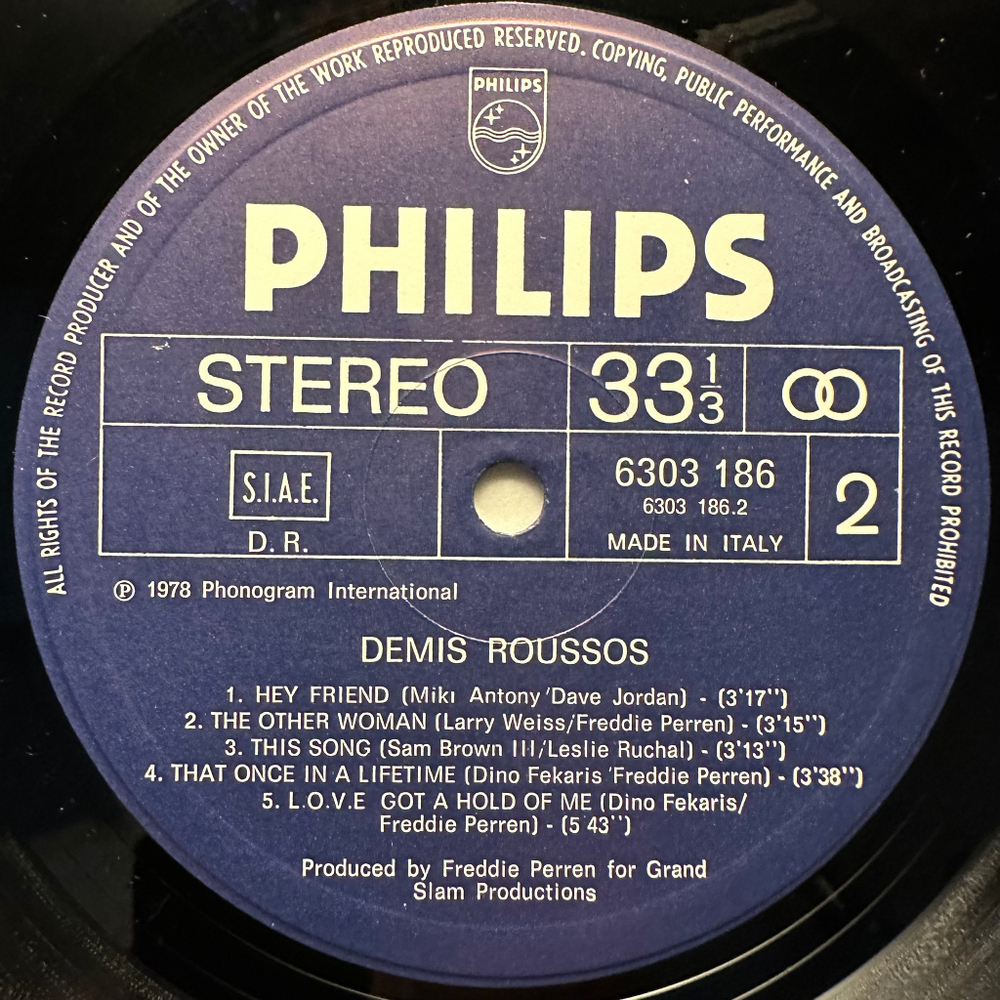 ALL RIGHTS OF THE RECORD PRODUCER AND OF THE OWNER OF THE WORK REPRODUCED RESERVED. COPYING, PUBLIC PERFORMANCE AND BROADCASTING OF THIS RECORD PROHIBITED
PHILIPS
PHILIPS
STEREO 33 1/3
S.I.A.E.
D. R.
6303 186
6303 186.2
MADE IN ITALY
2
℗ 1978 Phonogram International
DEMIS ROUSSOS
1. HEY FRIEND (Miki Antony/Dave Jordan) - (3'17'')
2. THE OTHER WOMAN (Larry Weiss/Freddie Perren) - (3'15'')
3. THIS SONG (Sam Brown III/Leslie Ruchal) - (3'13'')
4. THAT ONCE IN A LIFETIME (Dino Fekaris/Freddie Perren) - (3'38'')
5. L.O.V.E GOT A HOLD OF ME (Dino Fekaris/
Freddie Perren) - (5'43'')
Produced by Freddie Perren for Grand
Slam Productions